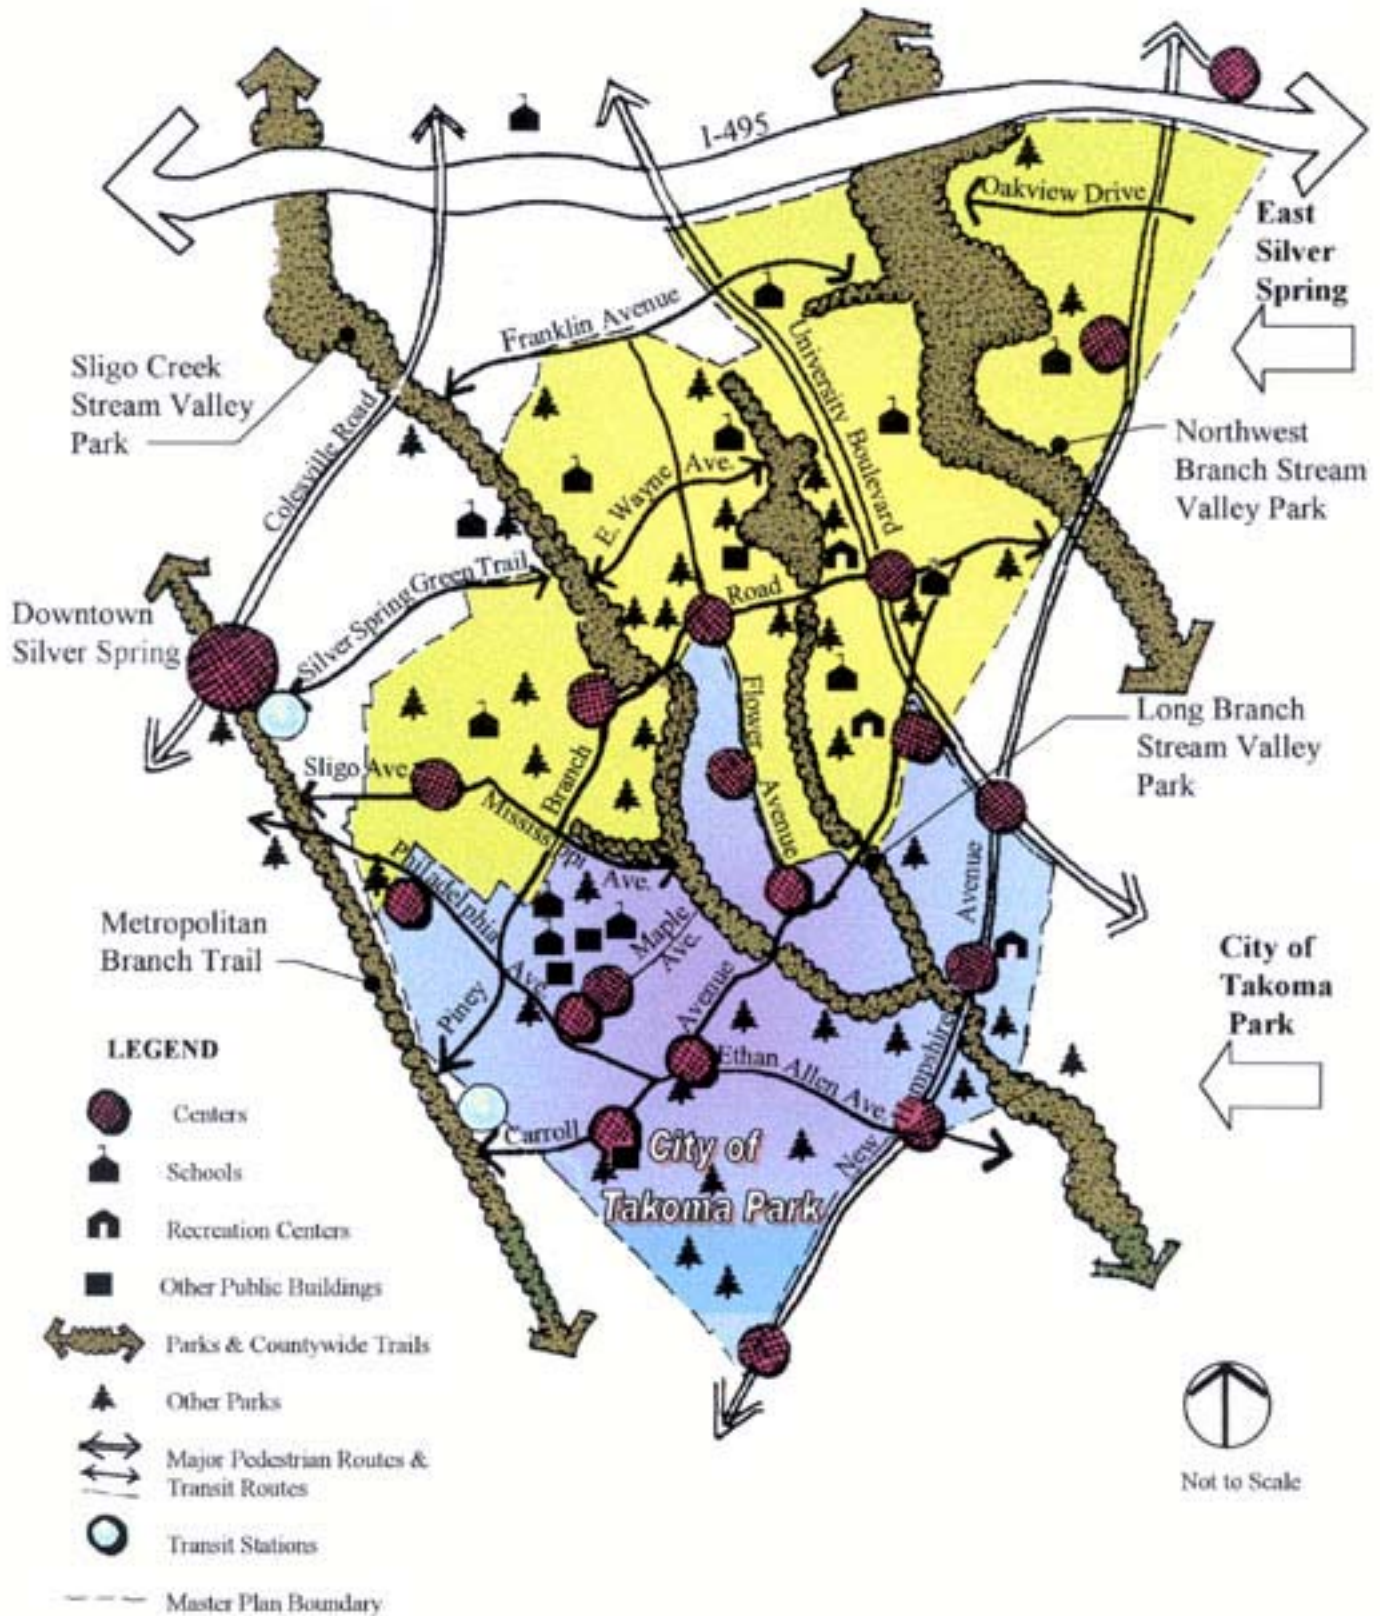 I-495
Oakview Drive
East
Silver
Spring
Franklin Avenue
University Boulevard
Sligo Creek
Stream Valley
Park
Colesville Road
Northwest
Branch Stream
Valley Park
E. Wayne Ave.
Silver Spring Green Trail
Road
Downtown
Silver Spring
Flower Avenue
Long Branch
Stream Valley
Park
Sligo Ave.
Mississippi Ave.
Branch
Philadelphia Ave.
Maple
Ave.
Avenue
Metropolitan
Branch Trail
Piney
Avenue
City of
Takoma
Park
Ethan Allen Ave.
Carroll
New
City of
Takoma Park
LEGEND
Centers
Schools
Recreation Centers
Other Public Buildings
Parks & Countywide Trails
Other Parks
Major Pedestrian Routes &
Transit Routes
Transit Stations
Master Plan Boundary
Not to Scale